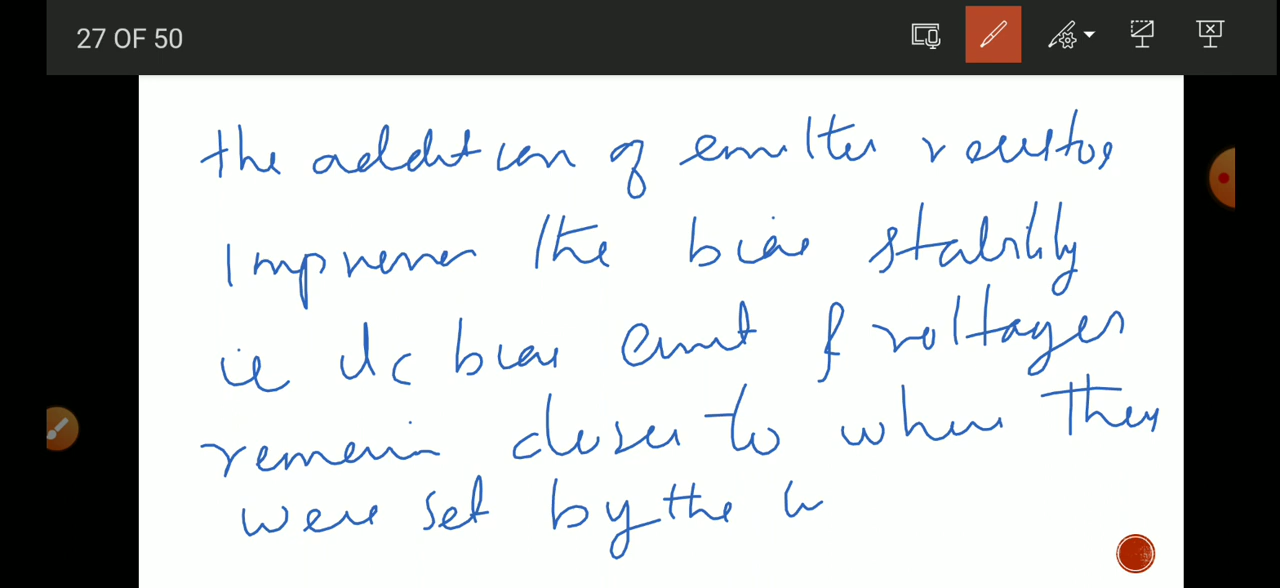 27 OF 50
the addition of emitter resistor
Improves the bias stability
ie dc bias current & voltages
remain closer to where they
were set by the